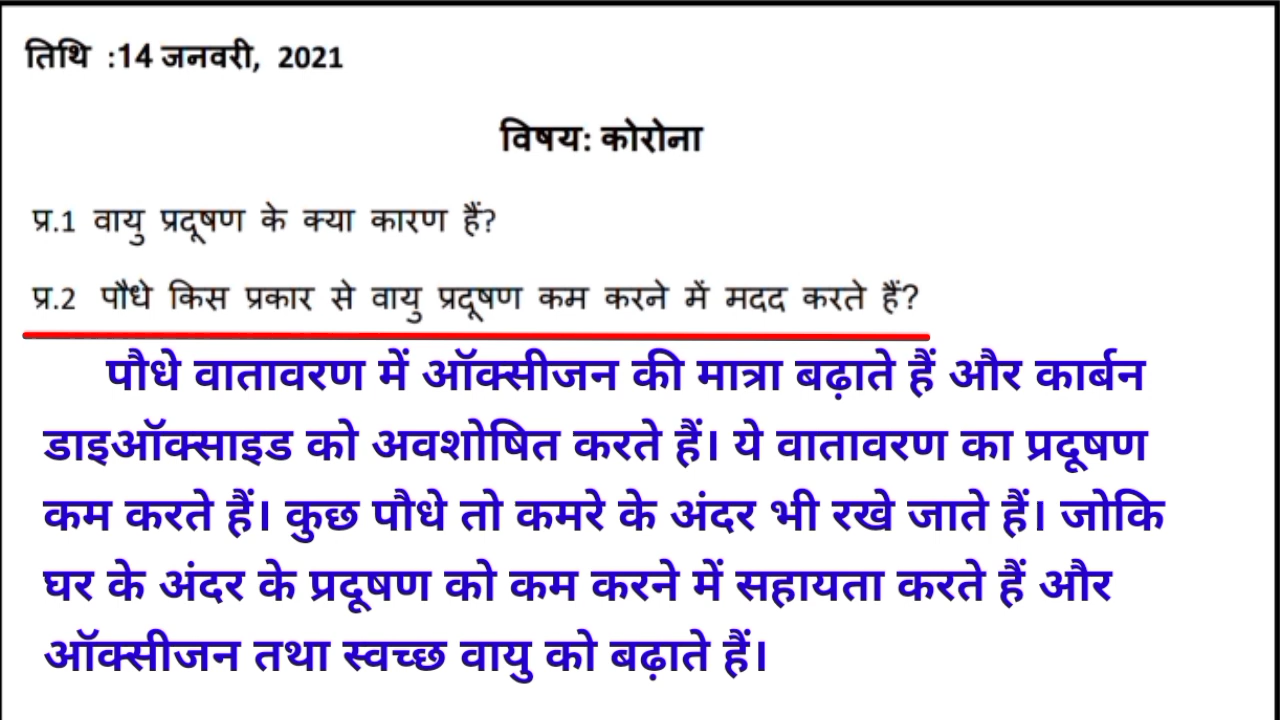 तिथि :14 जनवरी, 2021
विषय: कोरोना
प्र.1 वायु प्रदूषण के क्या कारण हैं?
प्र.2 पौधे किस प्रकार से वायु प्रदूषण कम करने में मदद करते हैं?
पौधे वातावरण में ऑक्सीजन की मात्रा बढ़ाते हैं और कार्बन
डाइऑक्साइड को अवशोषित करते हैं। ये वातावरण का प्रदूषण
कम करते हैं। कुछ पौधे तो कमरे के अंदर भी रखे जाते हैं। जोकि
घर के अंदर के प्रदूषण को कम करने में सहायता करते हैं और
ऑक्सीजन तथा स्वच्छ वायु को बढ़ाते हैं।